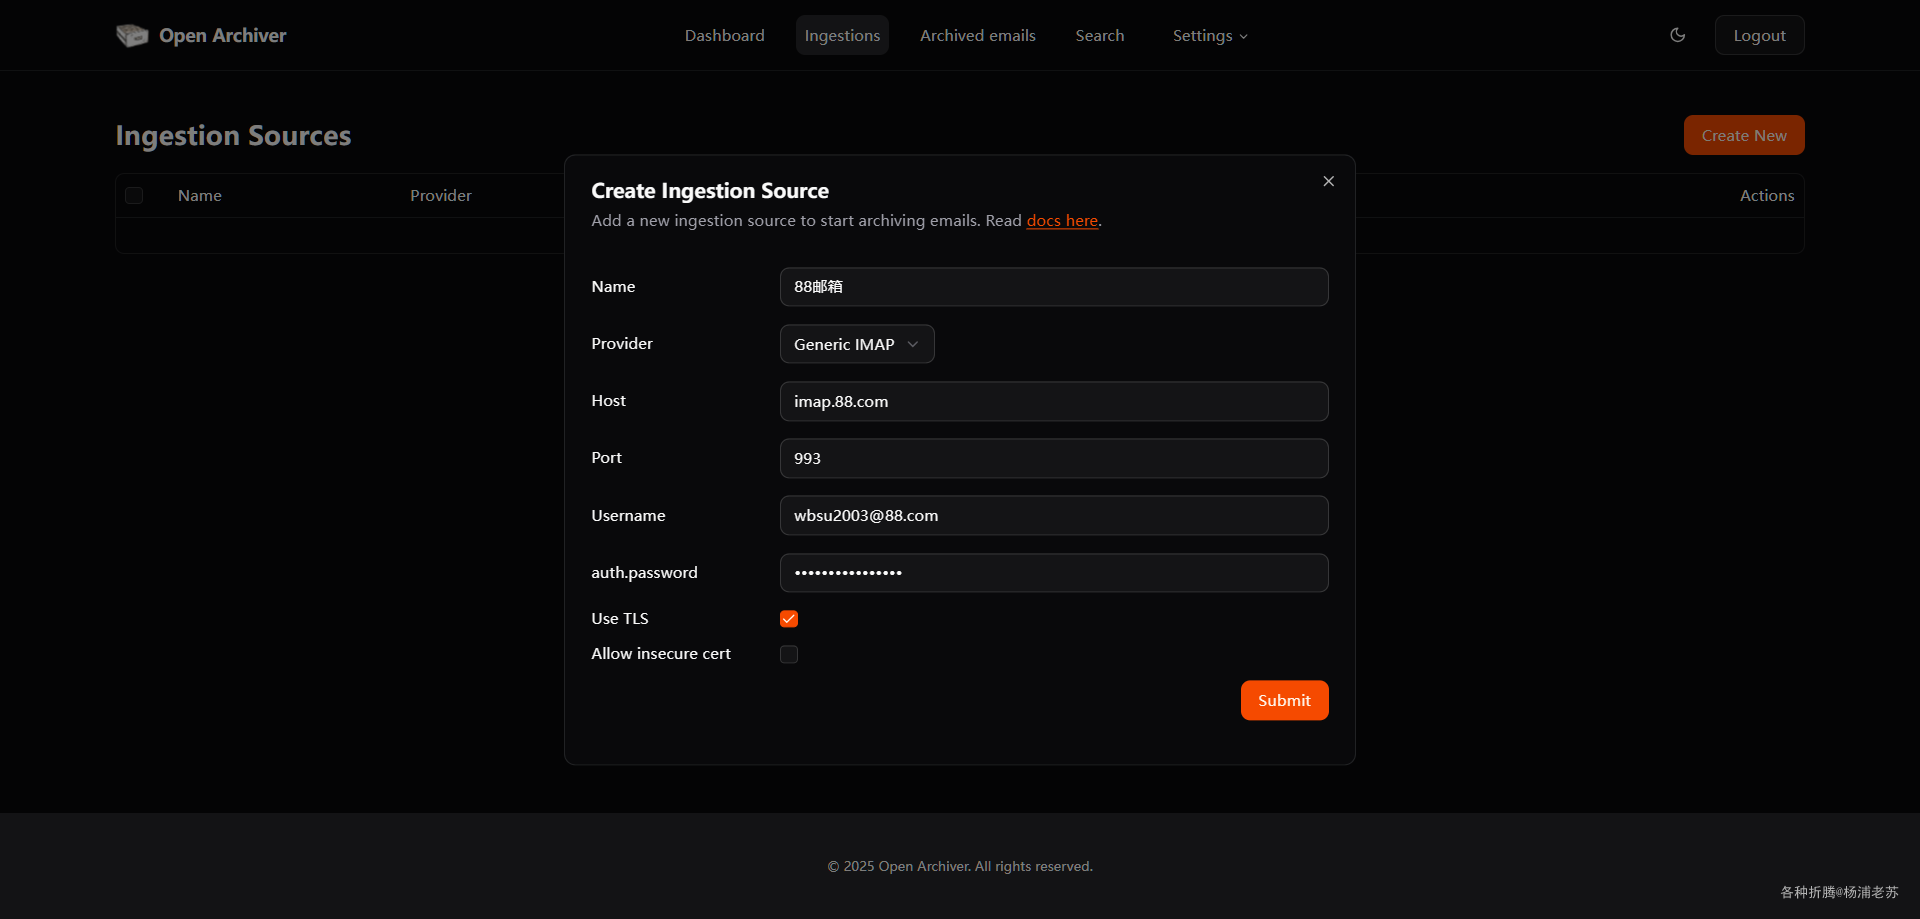 Open Archiver
Dashboard
Ingestions
Archived emails
Search
Settings
Logout
Ingestion Sources
Create New
Name
Provider
Actions
Create Ingestion Source
Add a new ingestion source to start archiving emails. Read docs here.
Name
88邮箱
Provider
Generic IMAP
Host
imap.88.com
Port
993
Username
wbsu2003@88.com
auth.password
••••••••••••••••
Use TLS
Allow insecure cert
Submit
© 2025 Open Archiver. All rights reserved.
各种折腾@杨浦老苏